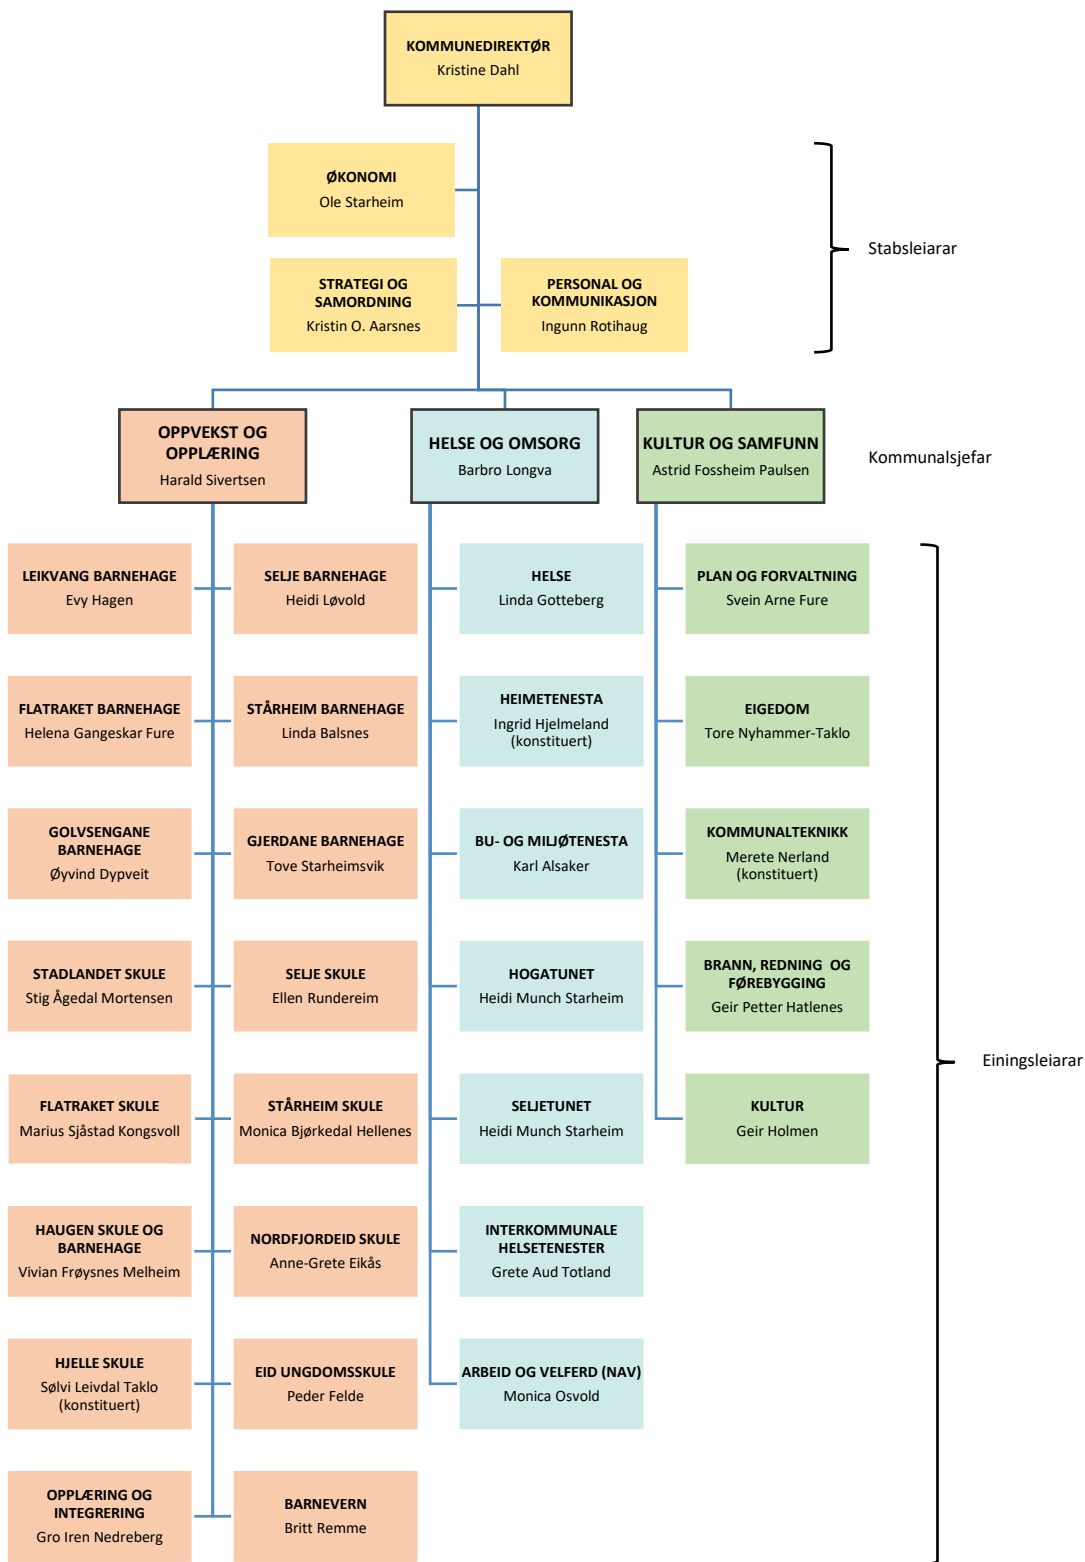 KOMMUNEDIREKTØR
Kristine Dahl
ØKONOMI
Ole Starheim
Stabsleiarar
STRATEGI OG
SAMORDNING
Kristin O. Aarsnes
PERSONAL OG
KOMMUNIKASJON
Ingunn Rotihaug
OPPVEKST OG
OPPLÆRING
Harald Sivertsen
HELSE OG OMSORG
Barbro Longva
KULTUR OG SAMFUNN
Astrid Fossheim Paulsen
Kommunalsjefar
LEIKVANG BARNEHAGE
Evy Hagen
SELJE BARNEHAGE
Heidi Løvold
HELSE
Linda Gotteberg
PLAN OG FORVALTNING
Svein Arne Fure
FLATRAKET BARNEHAGE
Helena Gangeskar Fure
STÅRHEIM BARNEHAGE
Linda Balsnes
HEIMETENESTA
Ingrid Hjelmeland
(konstituert)
EIGEDOM
Tore Nyhammer-Taklo
GOLVSENGANE
BARNEHAGE
Øyvind Dypveit
GJERDANE BARNEHAGE
Tove Starheimsvik
BU- OG MILJØTENESTA
Karl Alsaker
KOMMUNALTEKNIKK
Merete Nerland
(konstituert)
STADLANDET SKULE
Stig Ågedal Mortensen
SELJE SKULE
Ellen Rundereim
HOGATUNET
Heidi Munch Starheim
BRANN, REDNING OG
FØREBYGGING
Geir Petter Hatlenes
Einingsleiarar
FLATRAKET SKULE
Marius Sjåstad Kongsvoll
STÅRHEIM SKULE
Monica Bjørkedal Hellenes
SELJETUNET
Heidi Munch Starheim
KULTUR
Geir Holmen
HAUGEN SKULE OG
BARNEHAGE
Vivian Frøysnes Melheim
NORDFJORDEID SKULE
Anne-Grete Eikås
INTERKOMMUNALE
HELSETENESTER
Grete Aud Totland
HJELLE SKULE
Sølvi Leivdal Taklo
(konstituert)
EID UNGDOMSSKULE
Peder Felde
ARBEID OG VELFERD (NAV)
Monica Osvold
OPPLÆRING OG
INTEGRERING
Gro Iren Nedreberg
BARNEVERN
Britt Remme